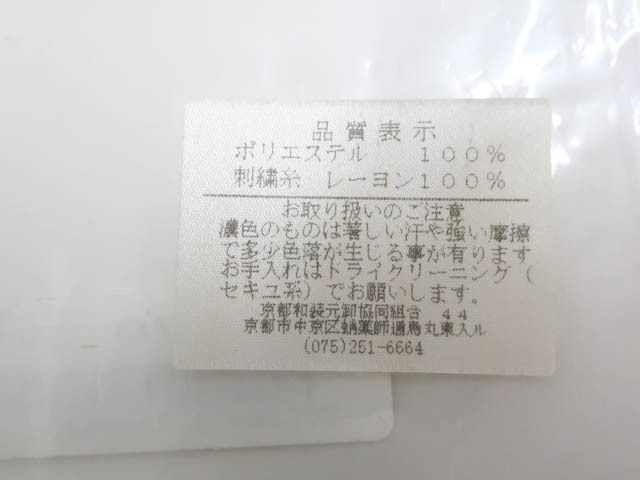 品質表示
ポリエステル　１００％
刺繍糸　レーヨン１００％
お取り扱いのご注意
濃色のものは著しい汗や強い摩擦
で多少色落が生じる事が有ります
お手入れはドライクリーニング（
セキユ系）でお願いします。
京都和装元卸協同組合　４４
京都市中京区蛸薬師通烏丸東入ル
(075)251-6664